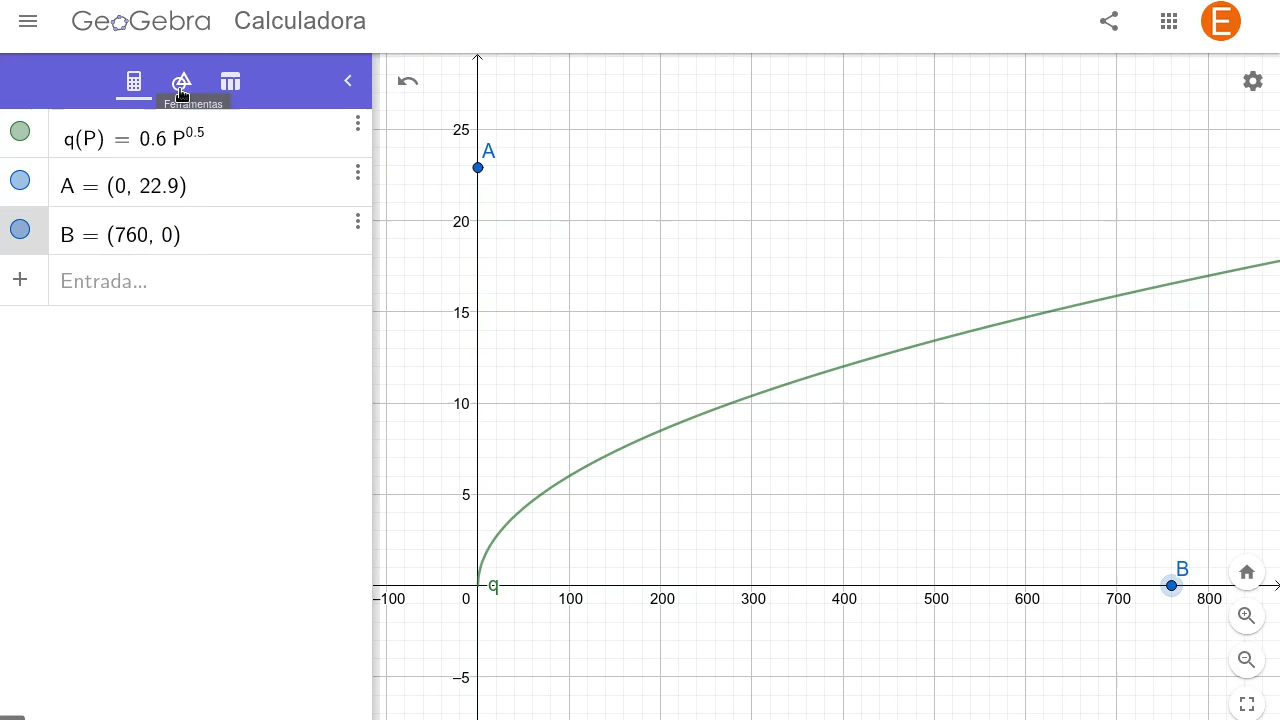 GeoGebra Calculadora
E
Ferramentas
q(P) = 0.6 P^0.5
A = (0, 22.9)
B = (760, 0)
+ Entrada...
25
A
20
15
10
5
q
B
–100 0 100 200 300 400 500 600 700 800
–5